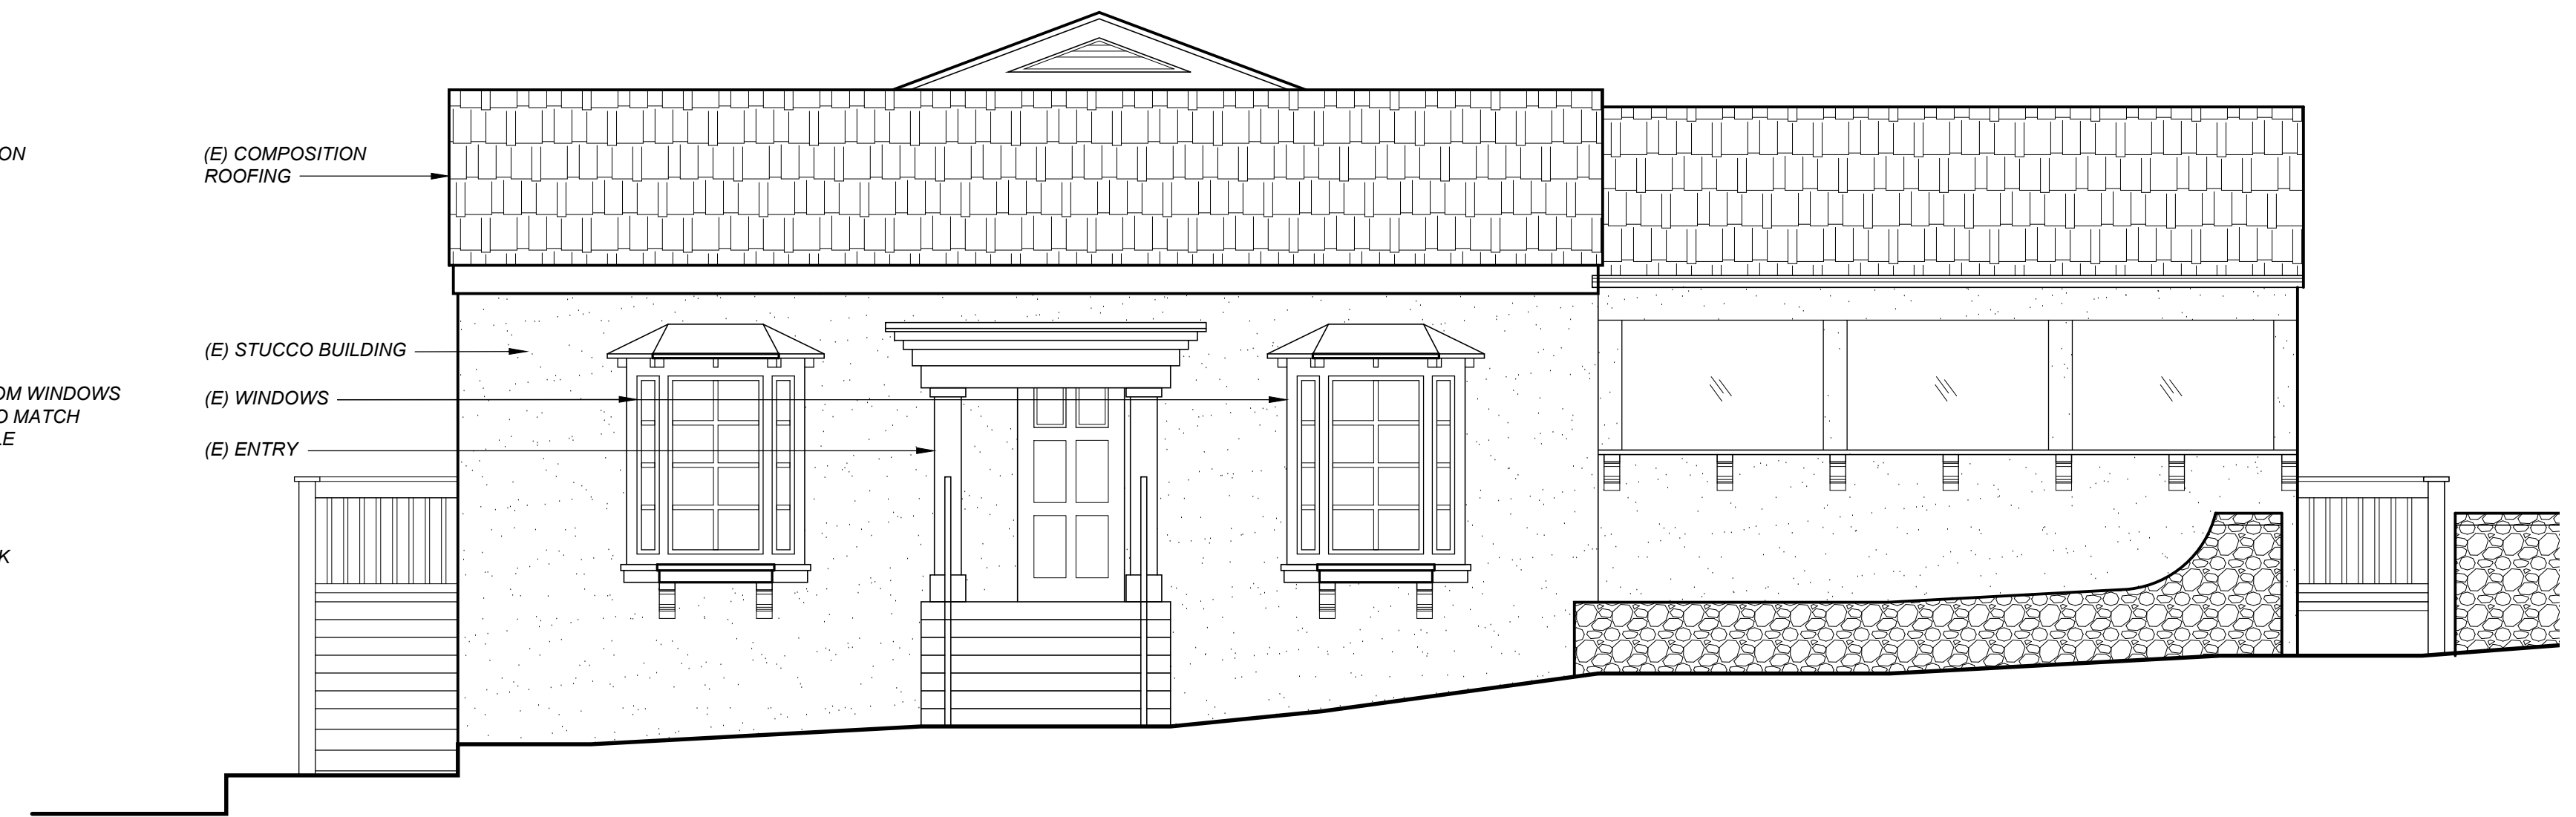 ON
(E) COMPOSITION
ROOFING
(E) STUCCO BUILDING
OM WINDOWS
O MATCH
LE
(E) WINDOWS
(E) ENTRY
K